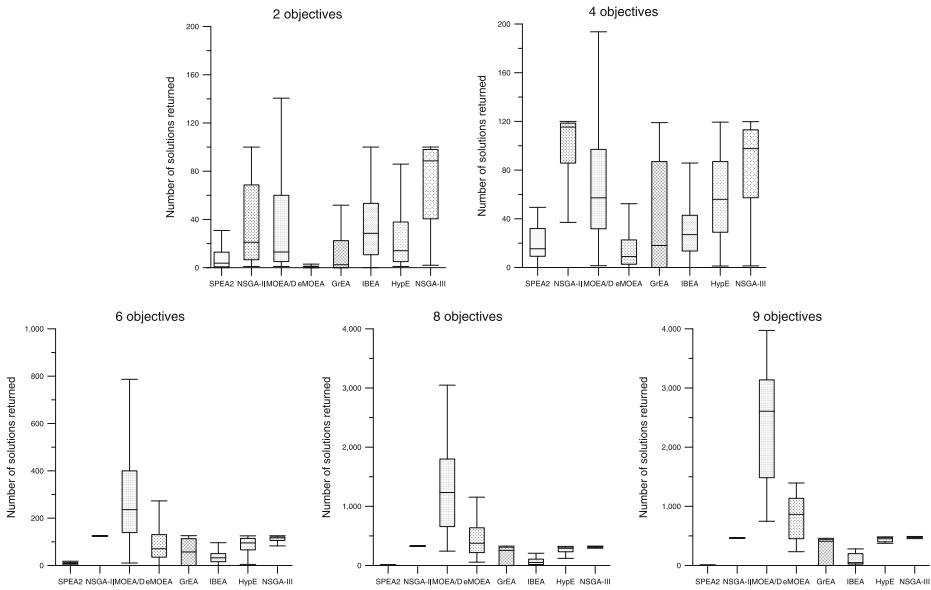 2 objectives
4 objectives
Number of solutions returned
200
160
120
80
40
0
SPEA2 NSGA-II MOEA/D eMOEA GrEA IBEA HypE NSGA-III
Number of solutions returned
200
160
120
80
40
0
SPEA2 NSGA-II MOEA/D eMOEA GrEA IBEA HypE NSGA-III
6 objectives
8 objectives
9 objectives
Number of solutions returned
1,000
800
600
400
200
0
SPEA2 NSGA-II MOEA/D eMOEA GrEA IBEA HypE NSGA-III
Number of solutions returned
4,000
3,000
2,000
1,000
0
SPEA2 NSGA-II MOEA/D eMOEA GrEA IBEA HypE NSGA-III
Number of solutions returned
4,000
3,000
2,000
1,000
0
SPEA2 NSGA-II MOEA/D eMOEA GrEA IBEA HypE NSGA-III